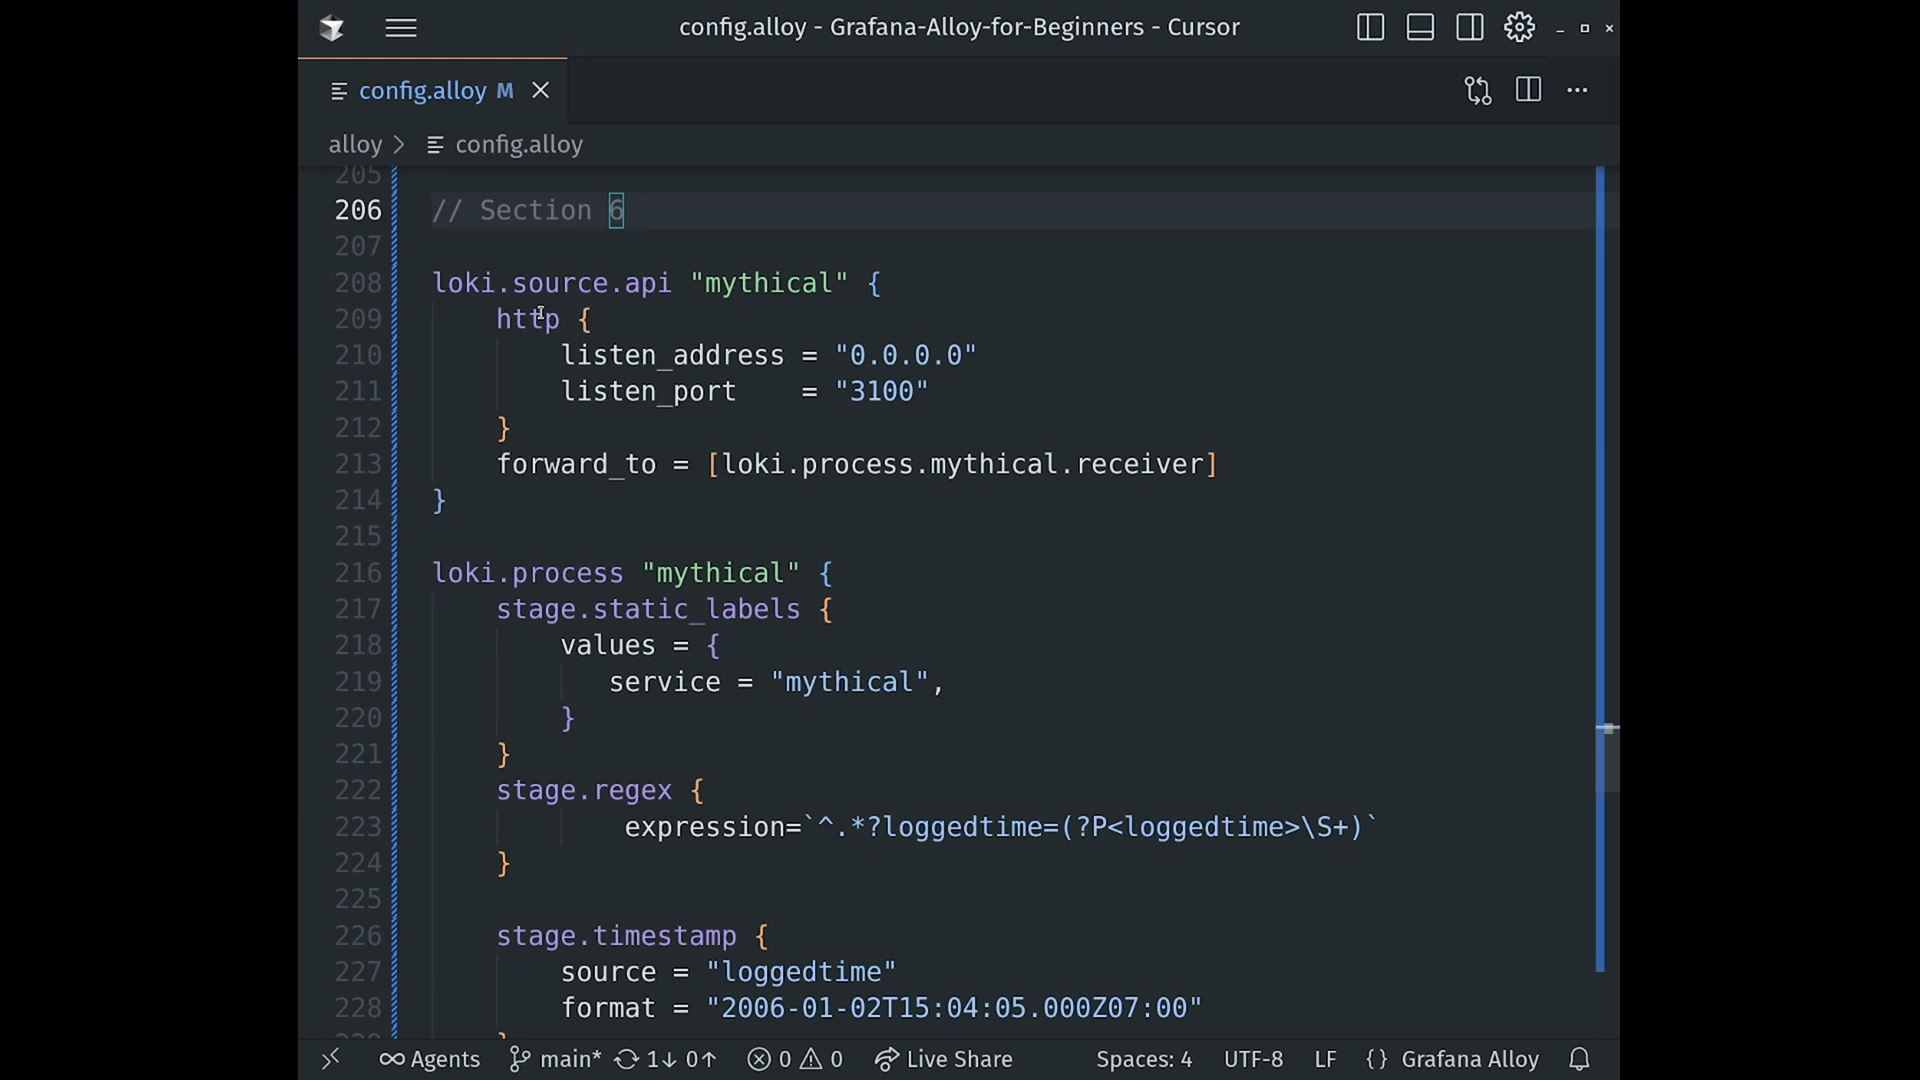 config.alloy - Grafana-Alloy-for-Beginners - Cursor
config.alloy M
alloy > config.alloy
205
206 // Section 6
207
208 loki.source.api "mythical" {
209     http {
210         listen_address = "0.0.0.0"
211         listen_port    = "3100"
212     }
213     forward_to = [loki.process.mythical.receiver]
214 }
215
216 loki.process "mythical" {
217     stage.static_labels {
218         values = {
219            service = "mythical",
220         }
221     }
222     stage.regex {
223             expression=`^.*?loggedtime=(?P<loggedtime>\S+)`
224     }
225
226     stage.timestamp {
227         source = "loggedtime"
228         format = "2006-01-02T15:04:05.000Z07:00"
}
Agents main* 1↓ 0↑ 0 0 Live Share Spaces: 4 UTF-8 LF {} Grafana Alloy